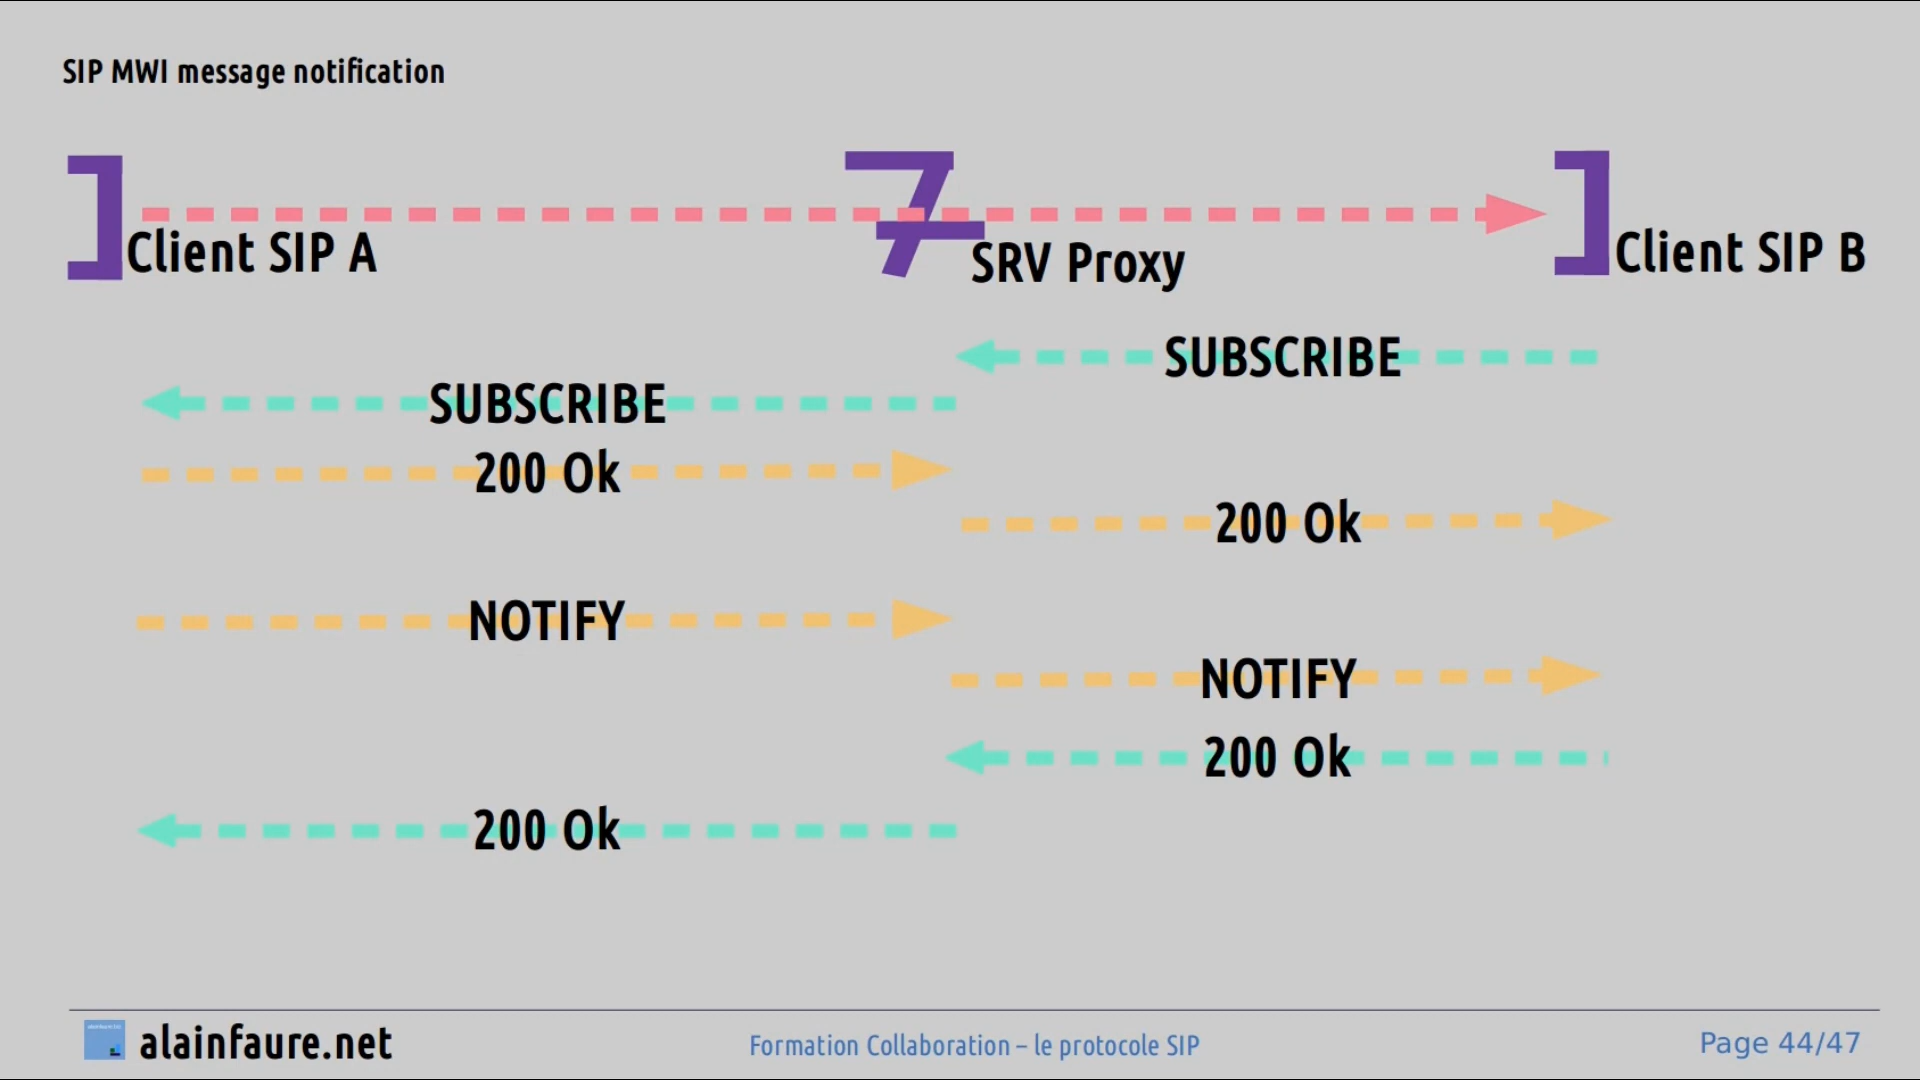 SIP MWI message notification
]
7
]
Client SIP A
SRV Proxy
Client SIP B
SUBSCRIBE
SUBSCRIBE
200 Ok
200 Ok
NOTIFY
NOTIFY
200 Ok
200 Ok
alainfaure.net
Formation Collaboration – le protocole SIP
Page 44/47